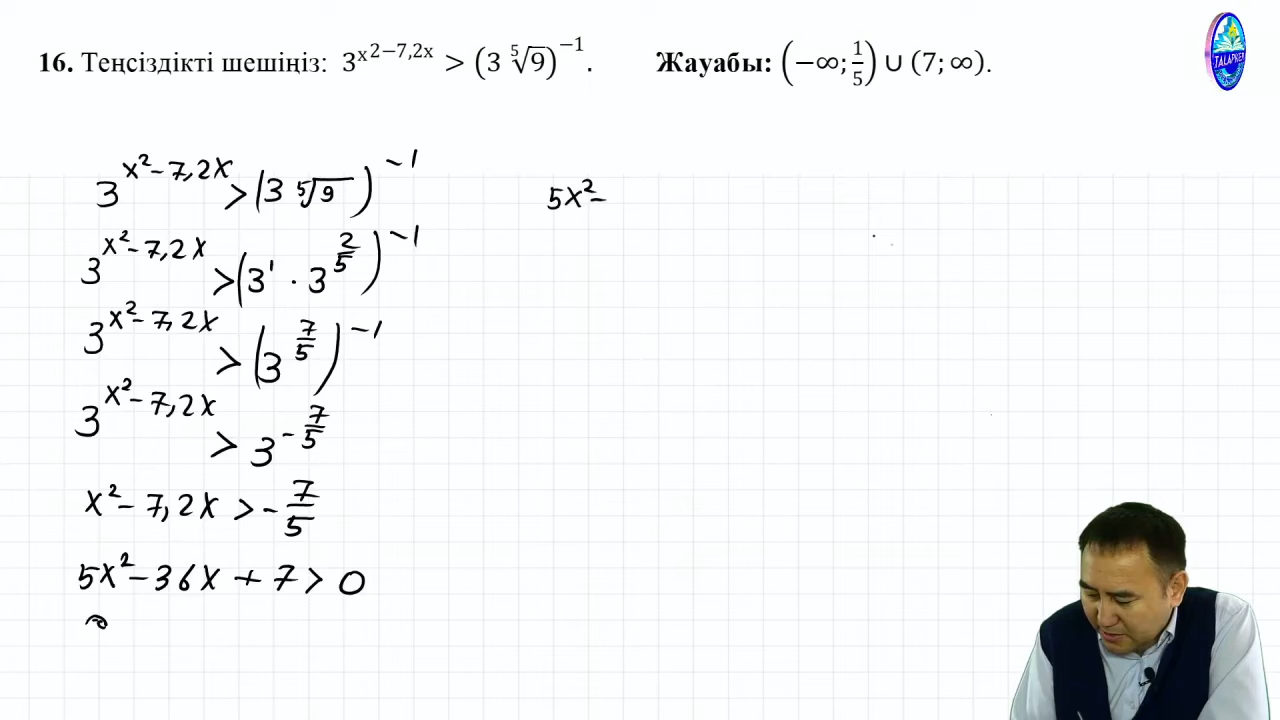 16. Теңсіздікті шешіңіз: 3^{x^2−7,2x} > (3 ⁵√9)^{−1}. Жауабы: (−∞; 1/5) ∪ (7; ∞).
TALAPKER
3^{x²−7,2x} > (3 ⁵√9)^{−1}
3^{x²−7,2x} > (3¹ · 3^{2/5})^{−1}
3^{x²−7,2x} > (3^{7/5})^{−1}
3^{x²−7,2x} > 3^{−7/5}
x² − 7,2x > −7/5
5x² − 36x + 7 > 0
5x² −